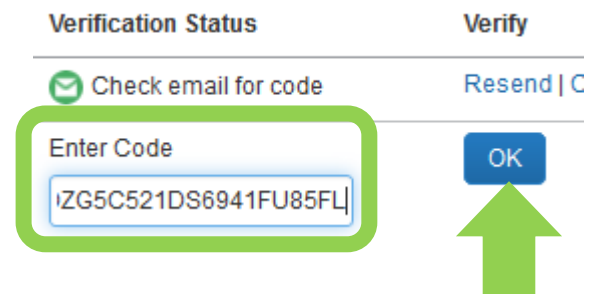 Verification Status Verify
Check email for code Resend |
Enter Code
OK
ZG5C521DS6941FU85FL